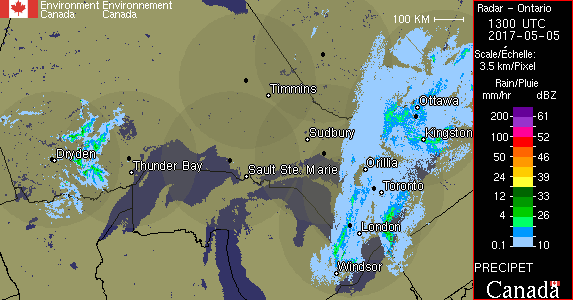 Environment Environnement
Canada Canada
100 KM
Timmins
Ottawa
Sudbury
Kingston
Dryden
Thunder Bay
Sault Ste. Marie
Orillia
Toronto
London
Windsor
Radar - Ontario
1300 UTC
2017-05-05
Scale/Échelle:
3.5 km/Pixel
Rain/Pluie
mm/hr dBZ
200 61
100 52
50 46
24 39
12 33
4 26
0.1 10
PRECIPET
Canada